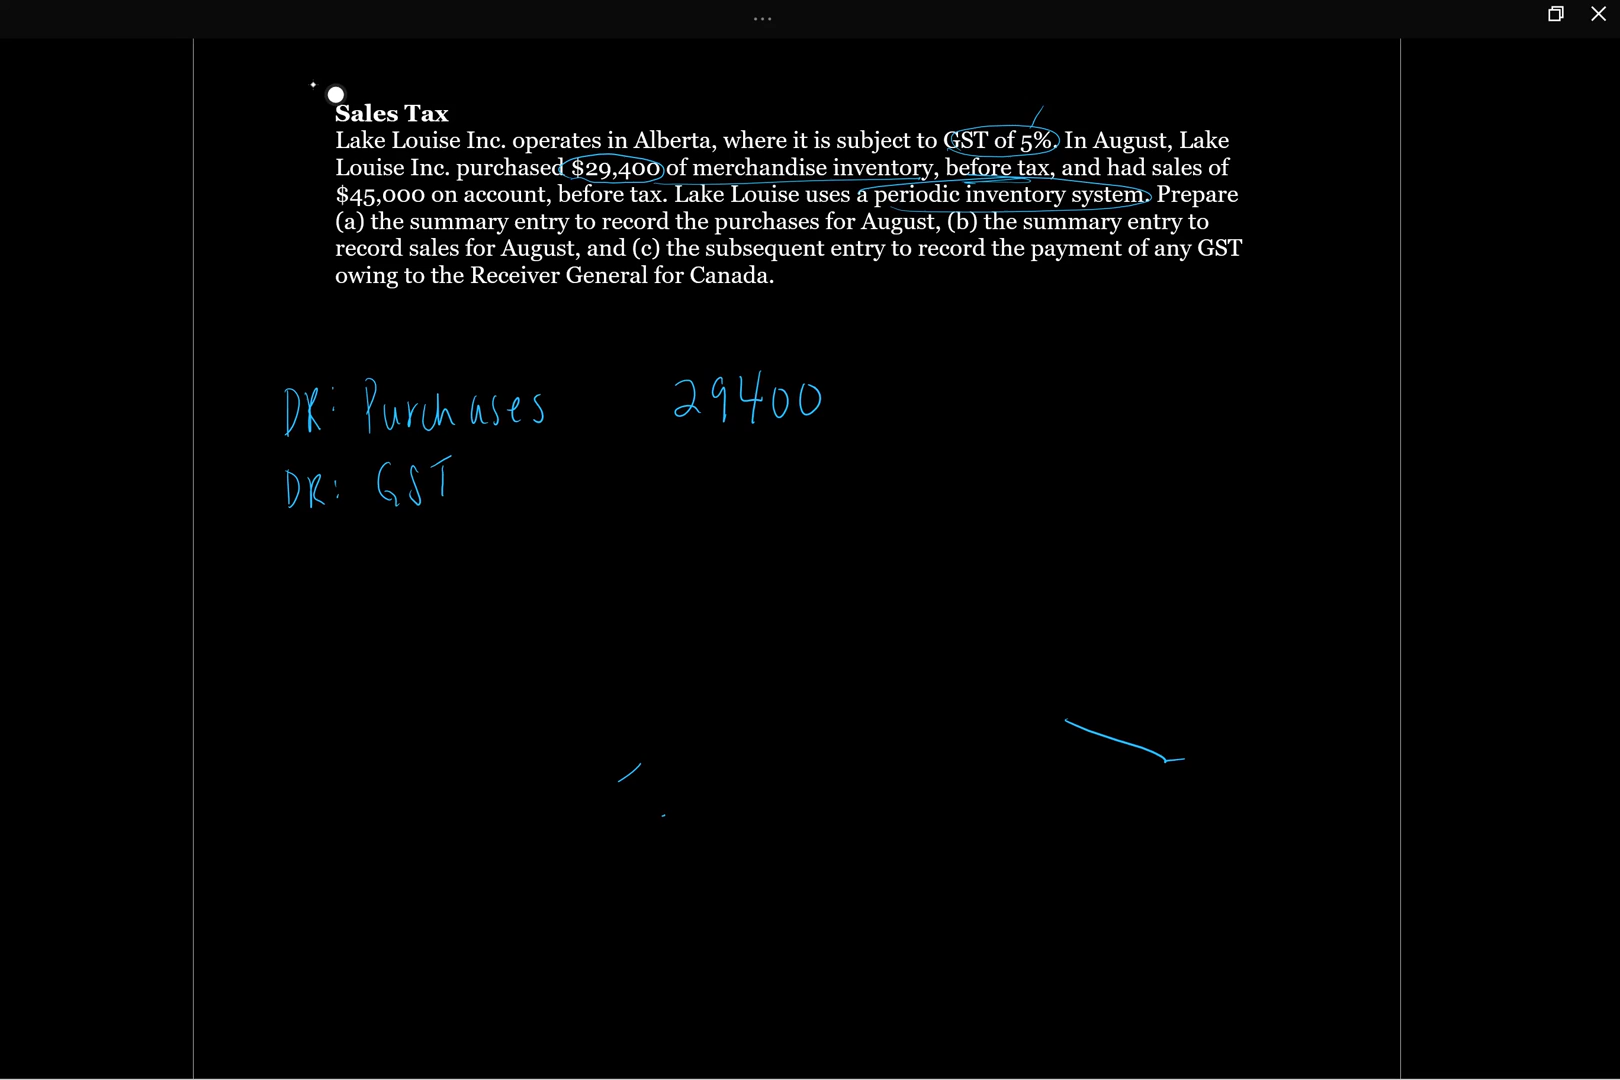 Sales Tax
Lake Louise Inc. operates in Alberta, where it is subject to GST of 5%. In August, Lake
Louise Inc. purchased $29,400 of merchandise inventory, before tax, and had sales of
$45,000 on account, before tax. Lake Louise uses a periodic inventory system. Prepare
(a) the summary entry to record the purchases for August, (b) the summary entry to
record sales for August, and (c) the subsequent entry to record the payment of any GST
owing to the Receiver General for Canada.
DR: Purchases 29400
DR: GST